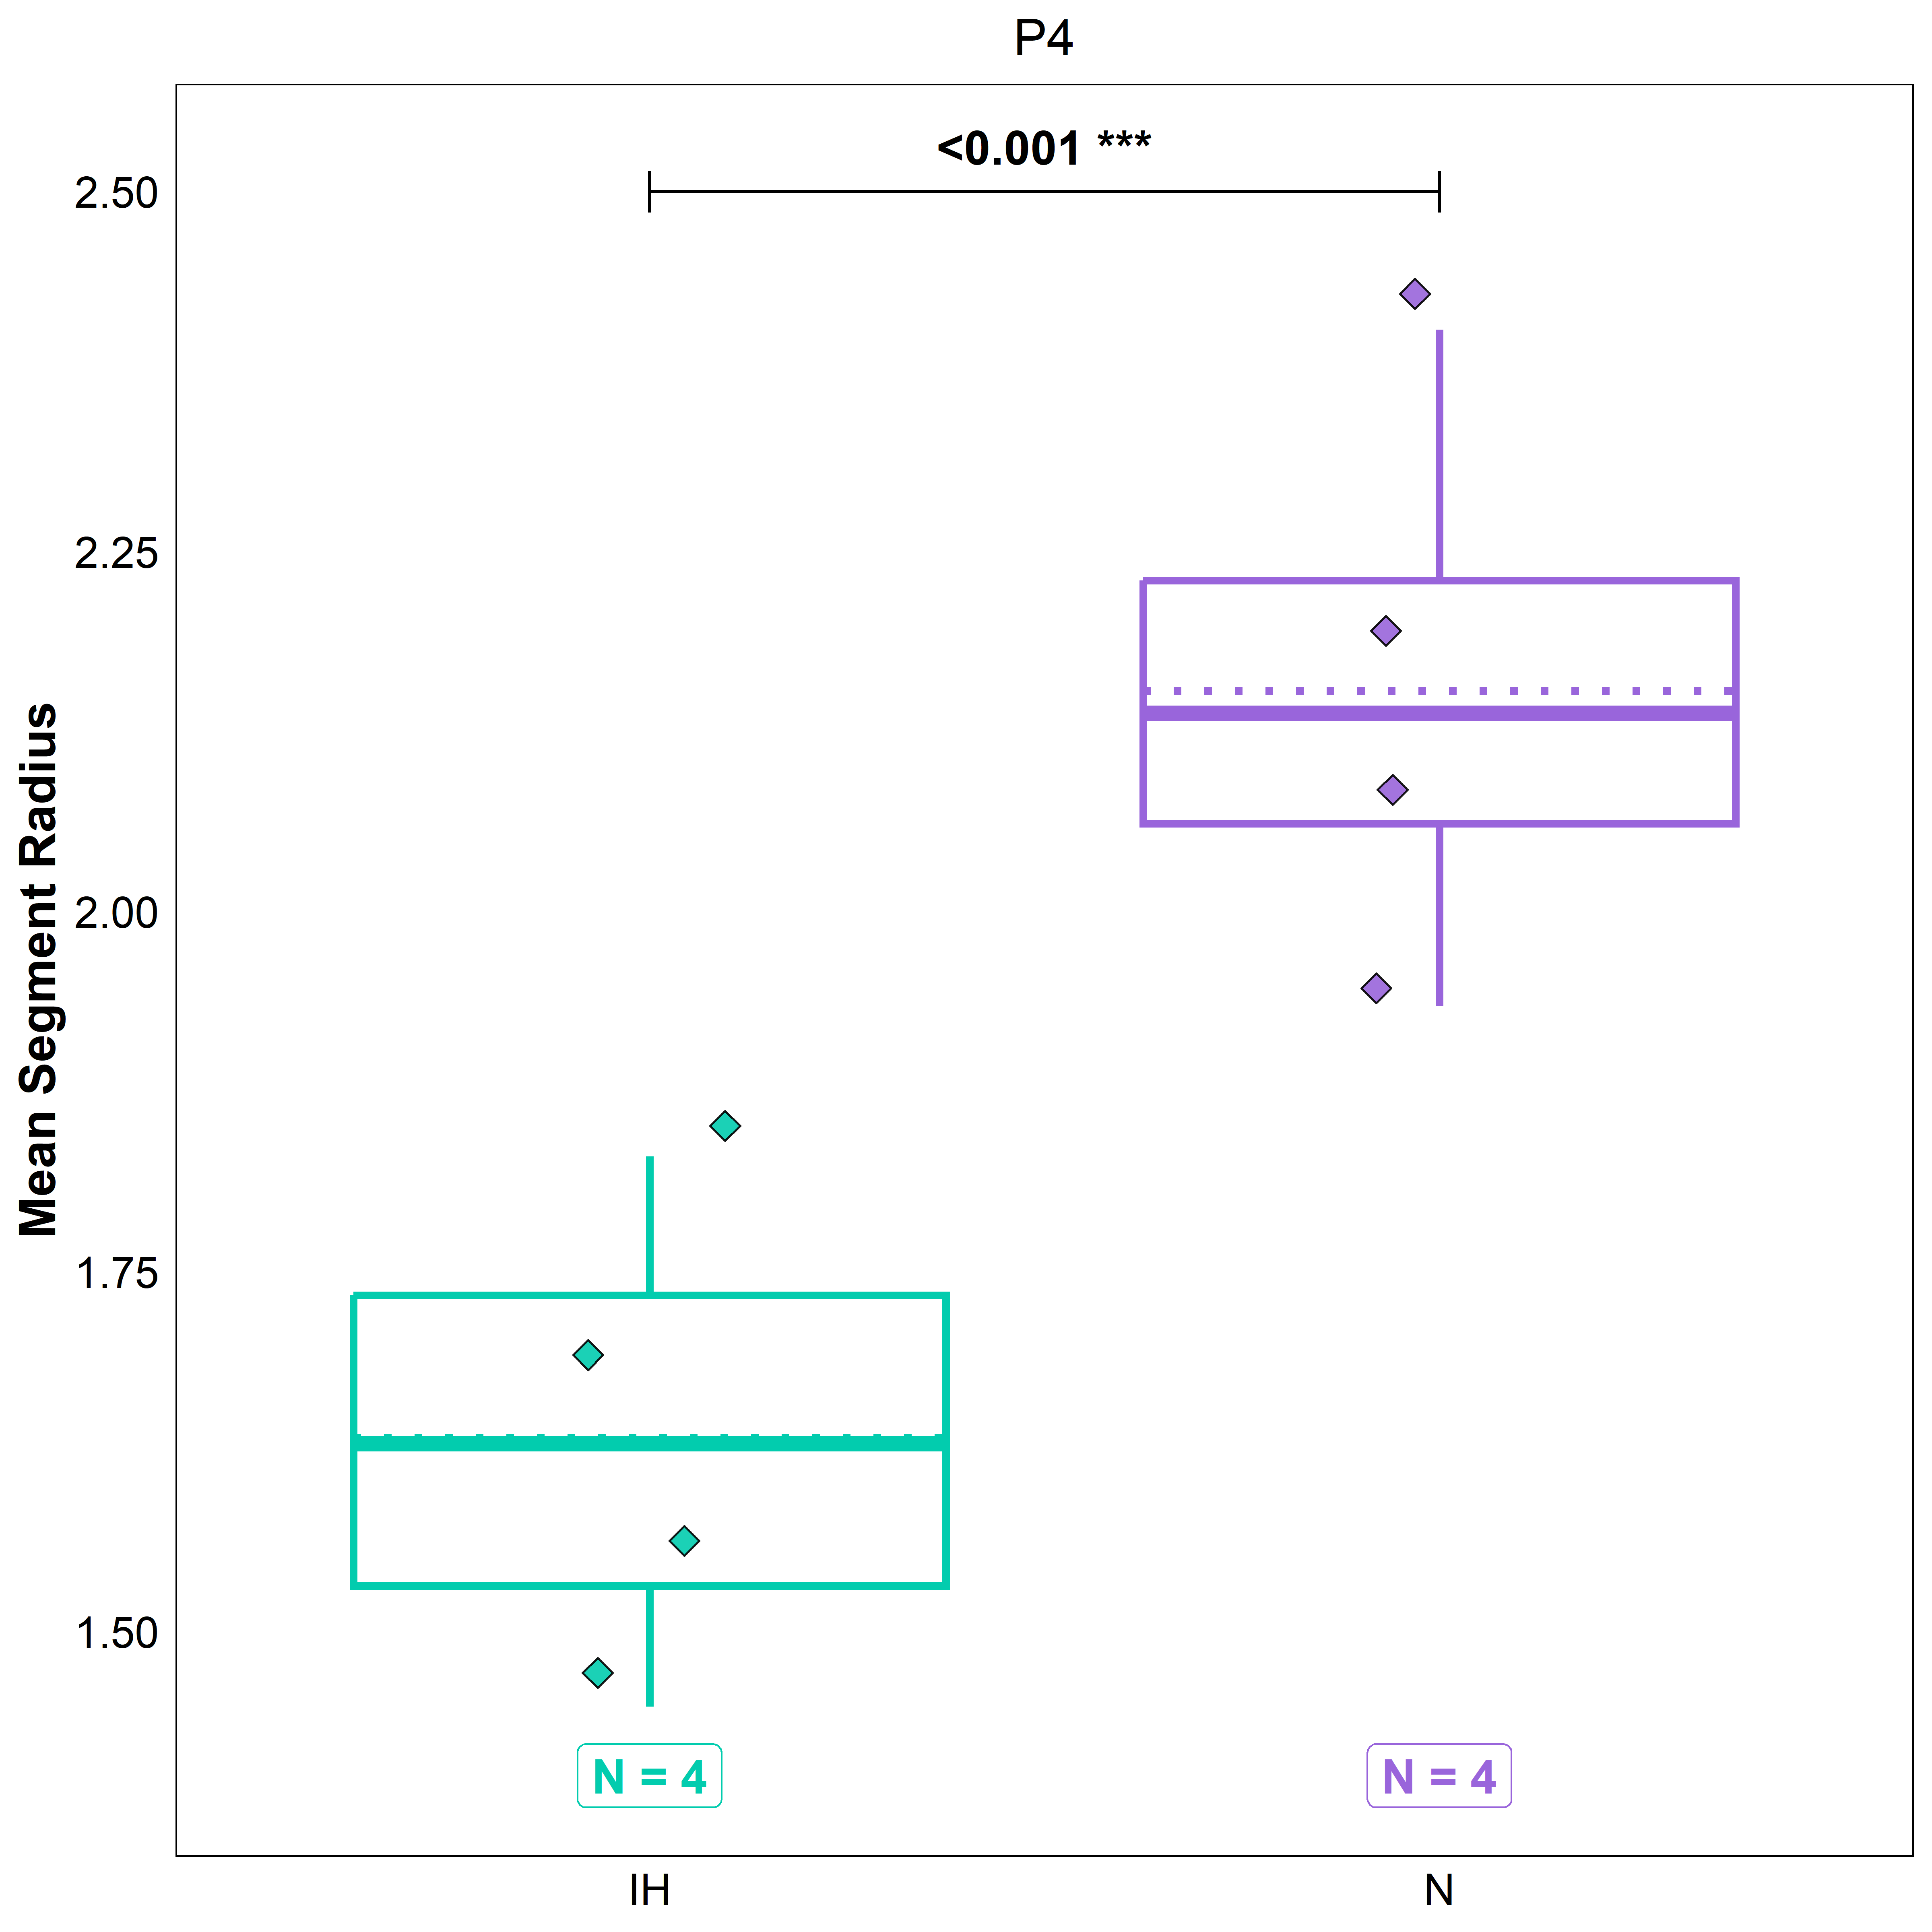 P4
<0.001 ***
2.50
2.25
2.00
1.75
1.50
Mean Segment Radius
N = 4
N = 4
IH
N